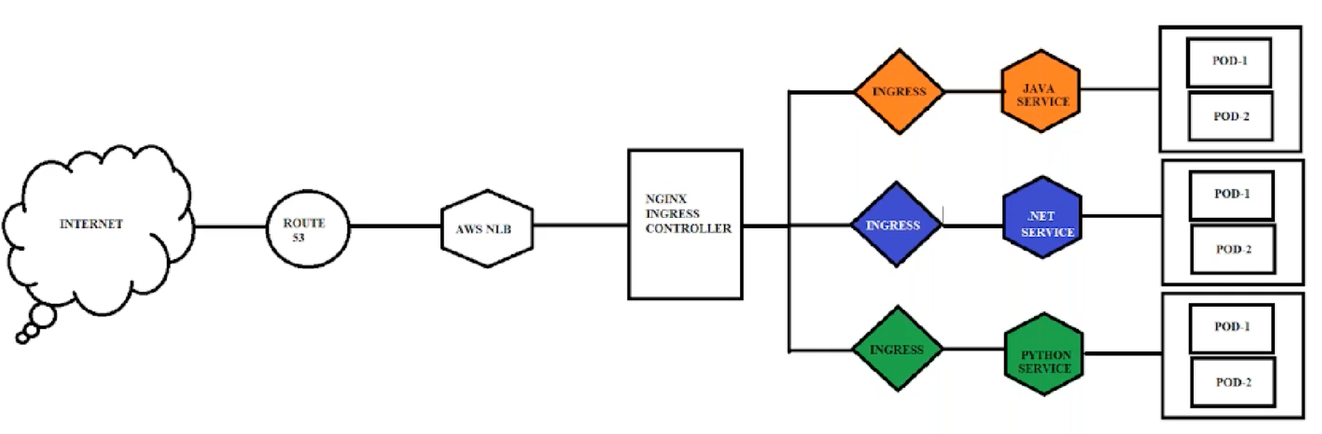 INTERNET
ROUTE
53
AWS NLB
NGINX
INGRESS
CONTROLLER
INGRESS
JAVA
SERVICE
POD-1
POD-2
INGRESS
.NET
SERVICE
POD-1
POD-2
INGRESS
PYTHON
SERVICE
POD-1
POD-2